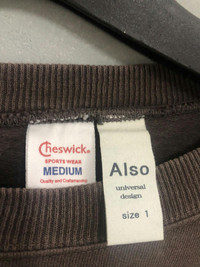 Cheswick®
SPORTS WEAR
MEDIUM
Quality and Craftsmanship
Also
universal
design
size 1